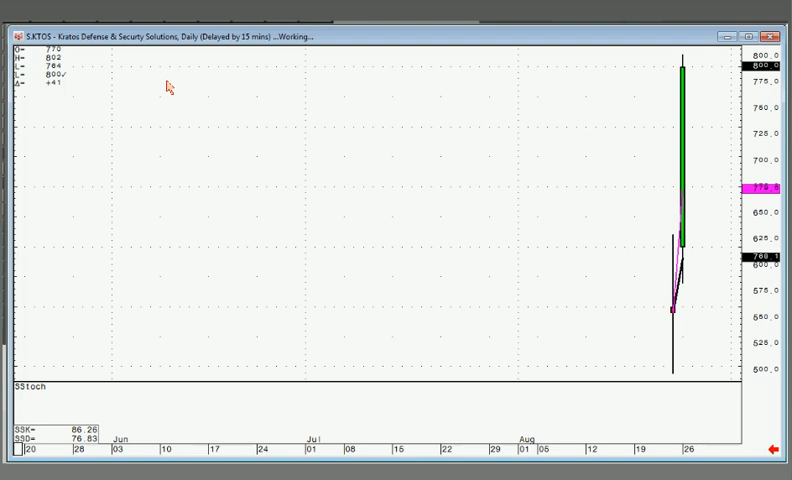 S.KTOS - Kratos Defense & Securty Solutions, Daily (Delayed by 15 mins) ...Working...
O= 770
H= 802
L= 764
L= 800✓
Δ= +41
800.0
800.0
775.0
750.0
725.0
700.0
650.0
625.0
768.1
600.0
575.0
550.0
525.0
500.0
SStoch
SSK= 86.26
SSD= 76.83
Jun Jul Aug
20 28 03 10 17 24 01 08 15 22 29 01 05 12 19 26